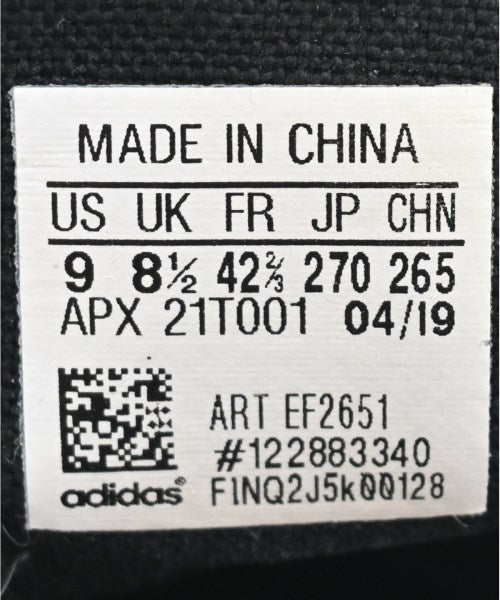 MADE IN CHINA
US UK FR JP CHN
9 8½ 42⅔ 270 265
APX 21T001 04/19
ART EF2651
#122883340
adidas® F1NQ2J5k00128